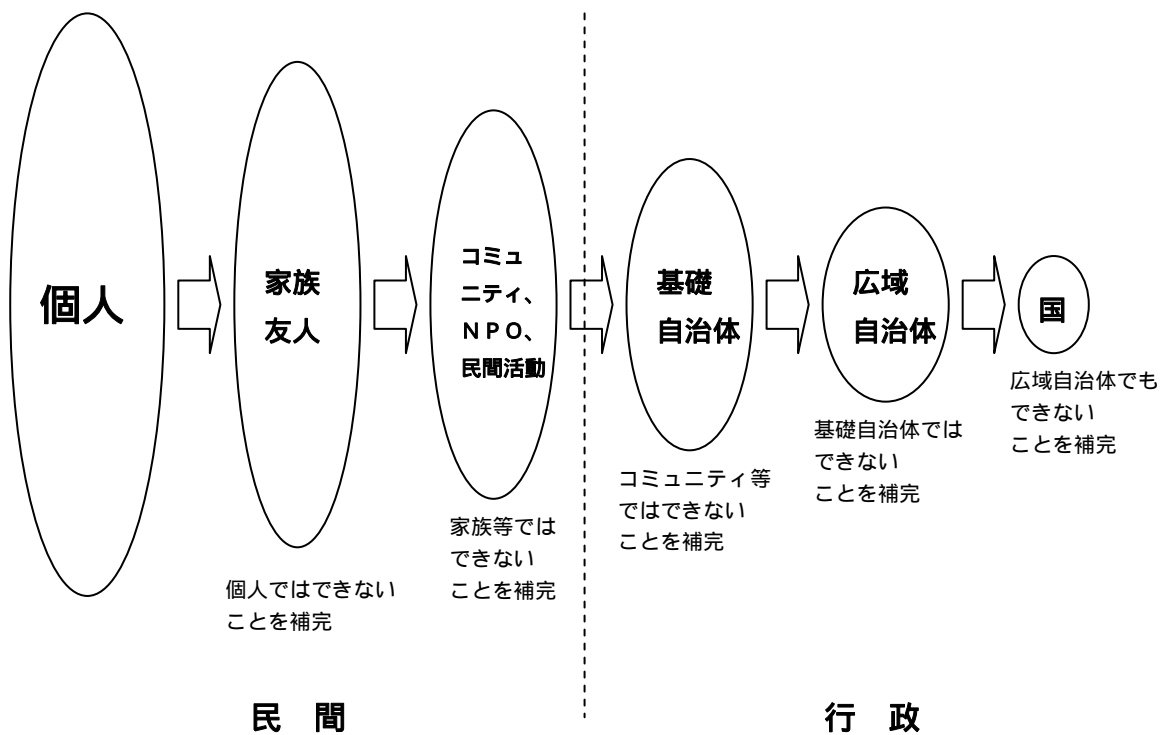 個人
家族
友人
コミュ
ニティ、
ＮＰＯ、
民間活動
基礎
自治体
広域
自治体
国
個人ではできない
ことを補完
家族等では
できない
ことを補完
コミュニティ等
ではできない
ことを補完
基礎自治体では
できない
ことを補完
広域自治体でも
できない
ことを補完
民　間
行　政